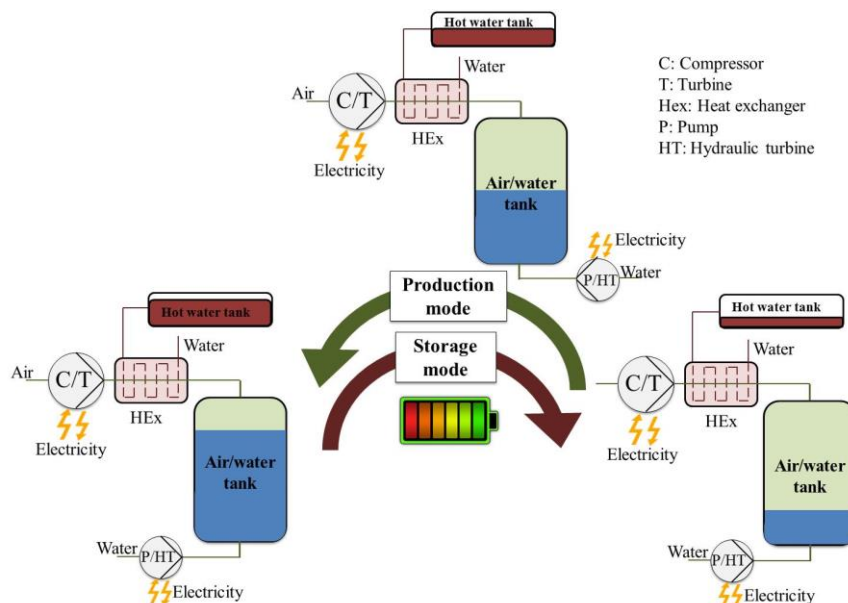 Hot water tank
Water
Air
C/T
HEx
Electricity
Air/water
tank
Electricity
P/HT
Water
C: Compressor
T: Turbine
Hex: Heat exchanger
P: Pump
HT: Hydraulic turbine
Production
mode
Storage
mode
Hot water tank
Water
Air
C/T
HEx
Electricity
Air/water
tank
Water
P/HT
Electricity
Hot water tank
Water
C/T
HEx
Electricity
Air/water
tank
Water
P/HT
Electricity